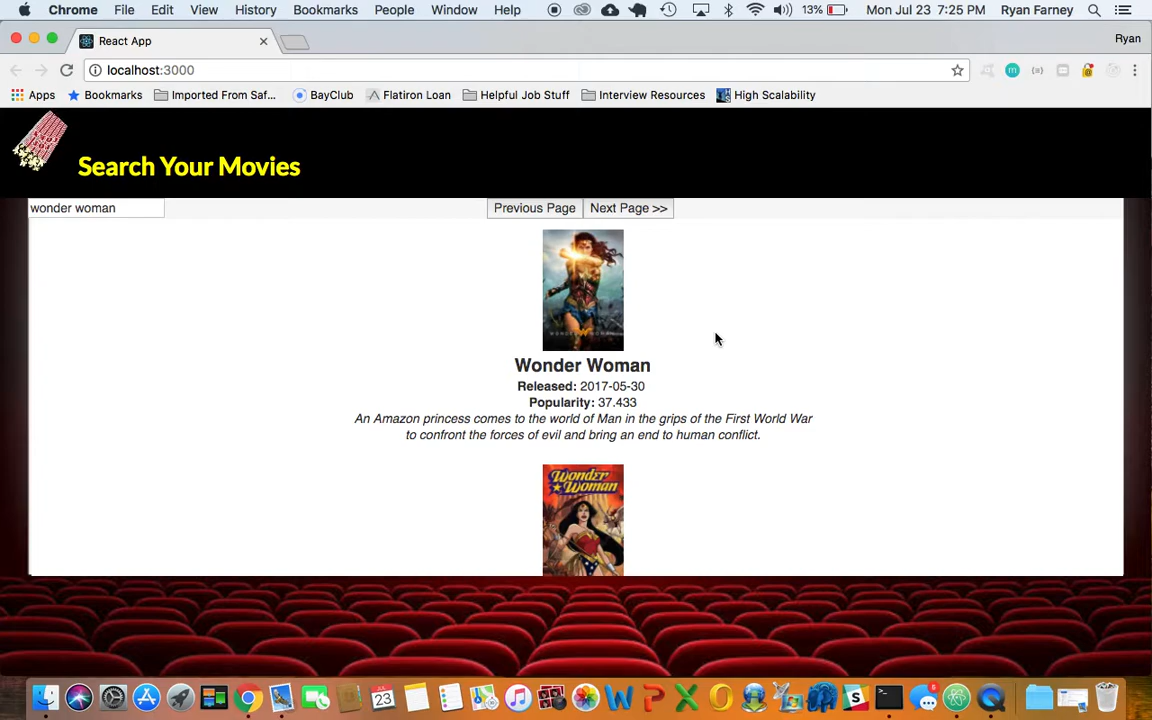 Chrome File Edit View History Bookmarks People Window Help 13% Mon Jul 23 7:25 PM Ryan Farney
React App
Ryan
localhost:3000
Apps Bookmarks Imported From Saf... BayClub Flatiron Loan Helpful Job Stuff Interview Resources High Scalability
Search Your Movies
wonder woman
Previous Page Next Page >>
Wonder Woman
Released: 2017-05-30
Popularity: 37.433
An Amazon princess comes to the world of Man in the grips of the First World War
to confront the forces of evil and bring an end to human conflict.
Wonder
Woman